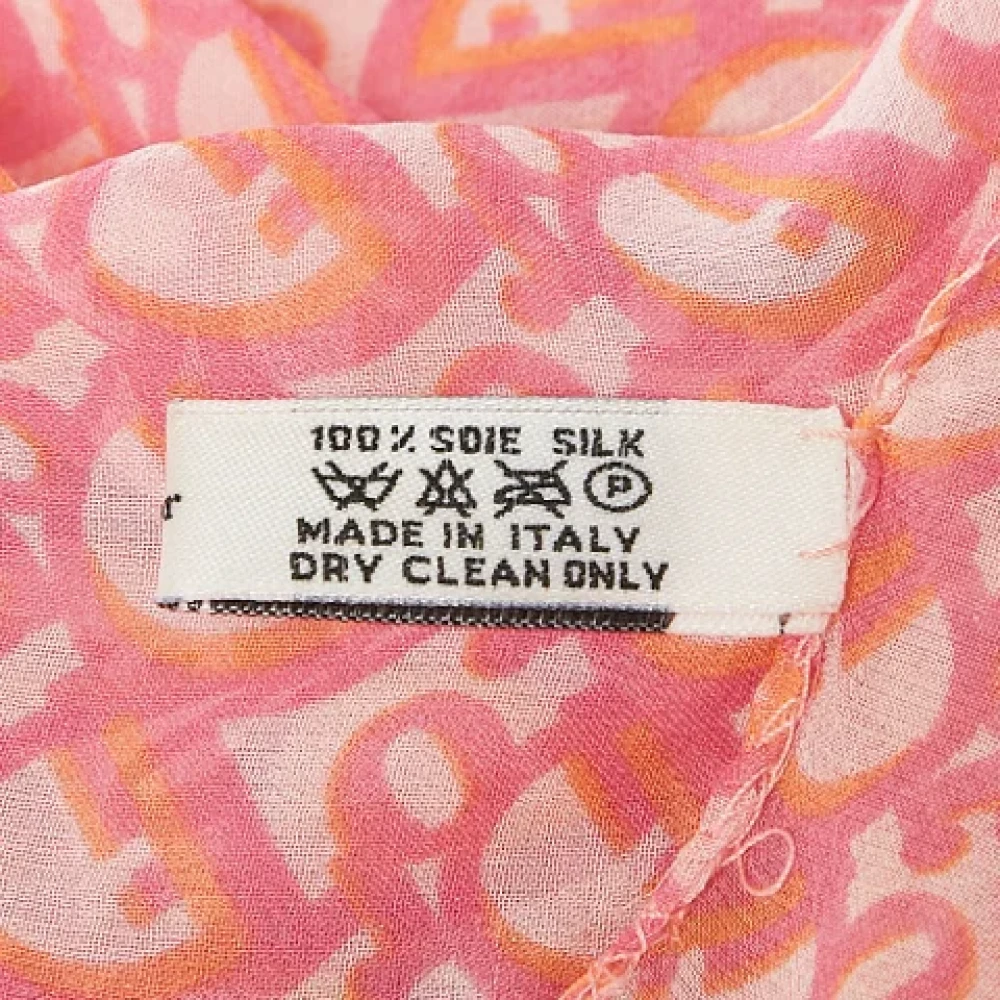 100% SOIE SILK
P
MADE IN ITALY
DRY CLEAN ONLY
r